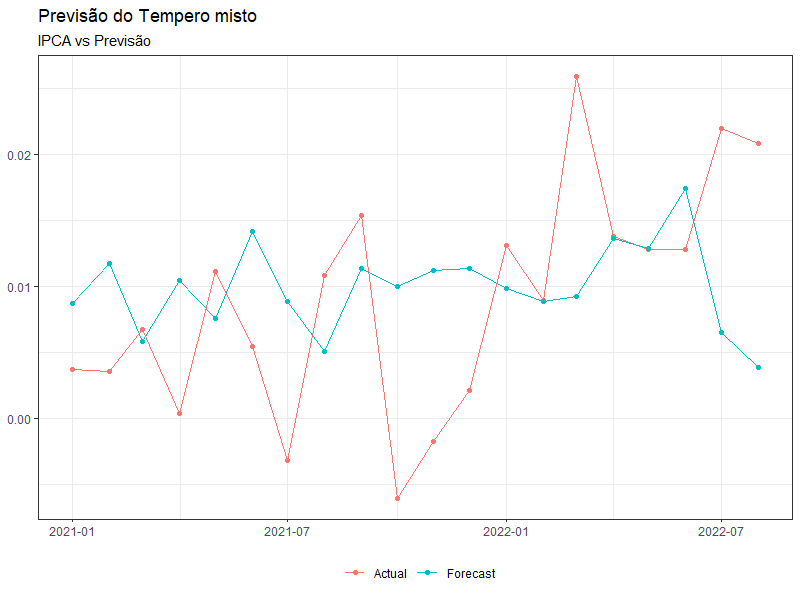 Previsão do Tempero misto
IPCA vs Previsão
0.02
0.01
0.00
2021-01
2021-07
2022-01
2022-07
Actual
Forecast